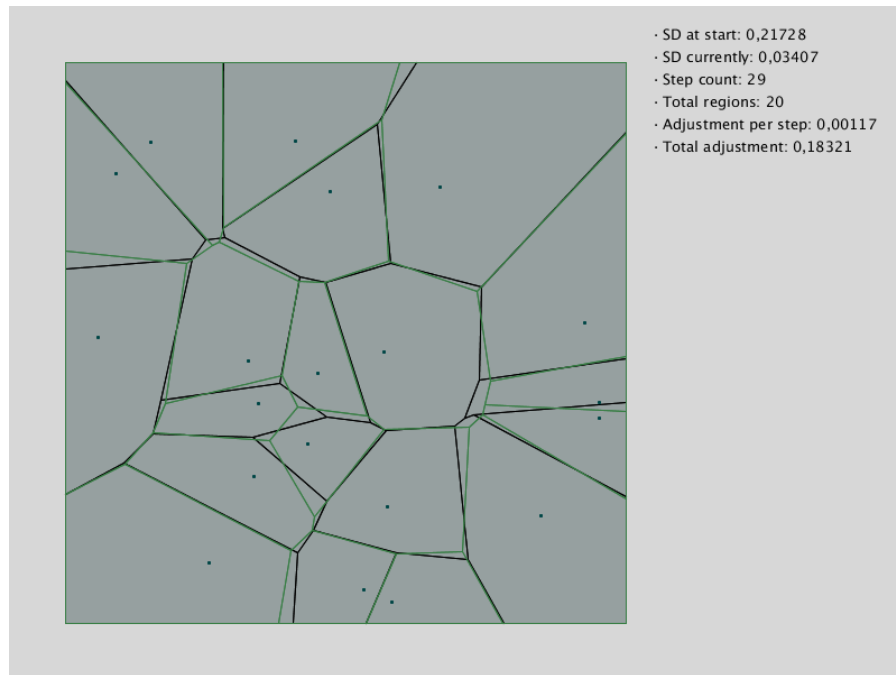 · SD at start: 0,21728
· SD currently: 0,03407
· Step count: 29
· Total regions: 20
· Adjustment per step: 0,00117
· Total adjustment: 0,18321